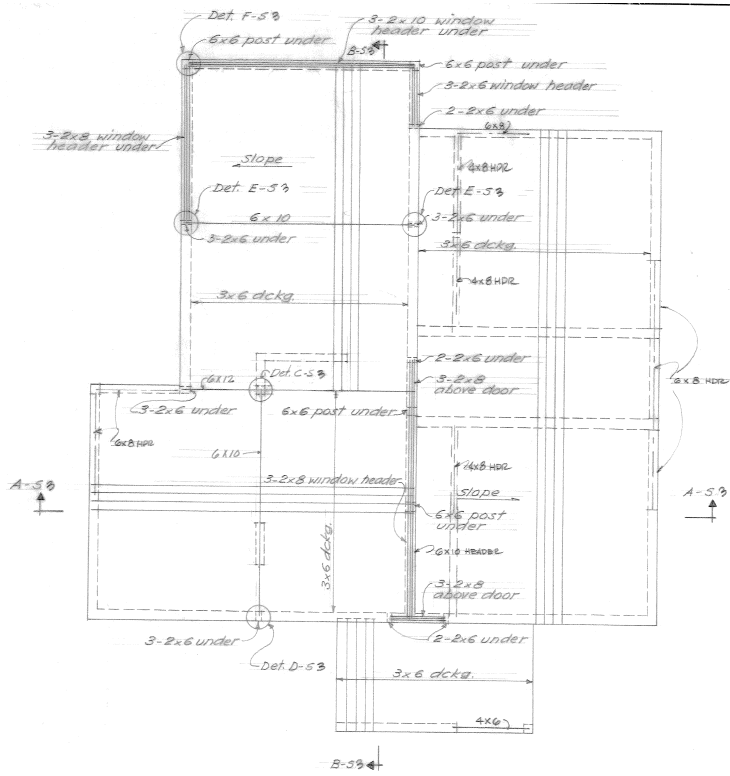 Det. F-S3
3-2x10 window
header under
6x6 post under
B-S3
6x6 post under
3-2x6 window header
2-2x6 under
6x8
3-2x8 window
header under
4x8 HDR
Slope
Det. E-S3
Det. E-S3
6 x 10
3-2x6 under
3-2x6 under
3x6 dckg.
4x8 HDR
3x6 dckg.
2-2x6 under
Det. C-S3
6x12
3-2x8
above door
6x8 HDR
3-2x6 under
6x6 post under
6x8 HDR
6x10
4x8 HDR
3-2x8 window header
A-S3
Slope
A-S3
6x6 post
under
6x10 HEADER
3x6 dckg.
3-2x8
above door
3-2x6 under
2-2x6 under
Det. D-S3
3x6 dckg.
4x6
B-S3